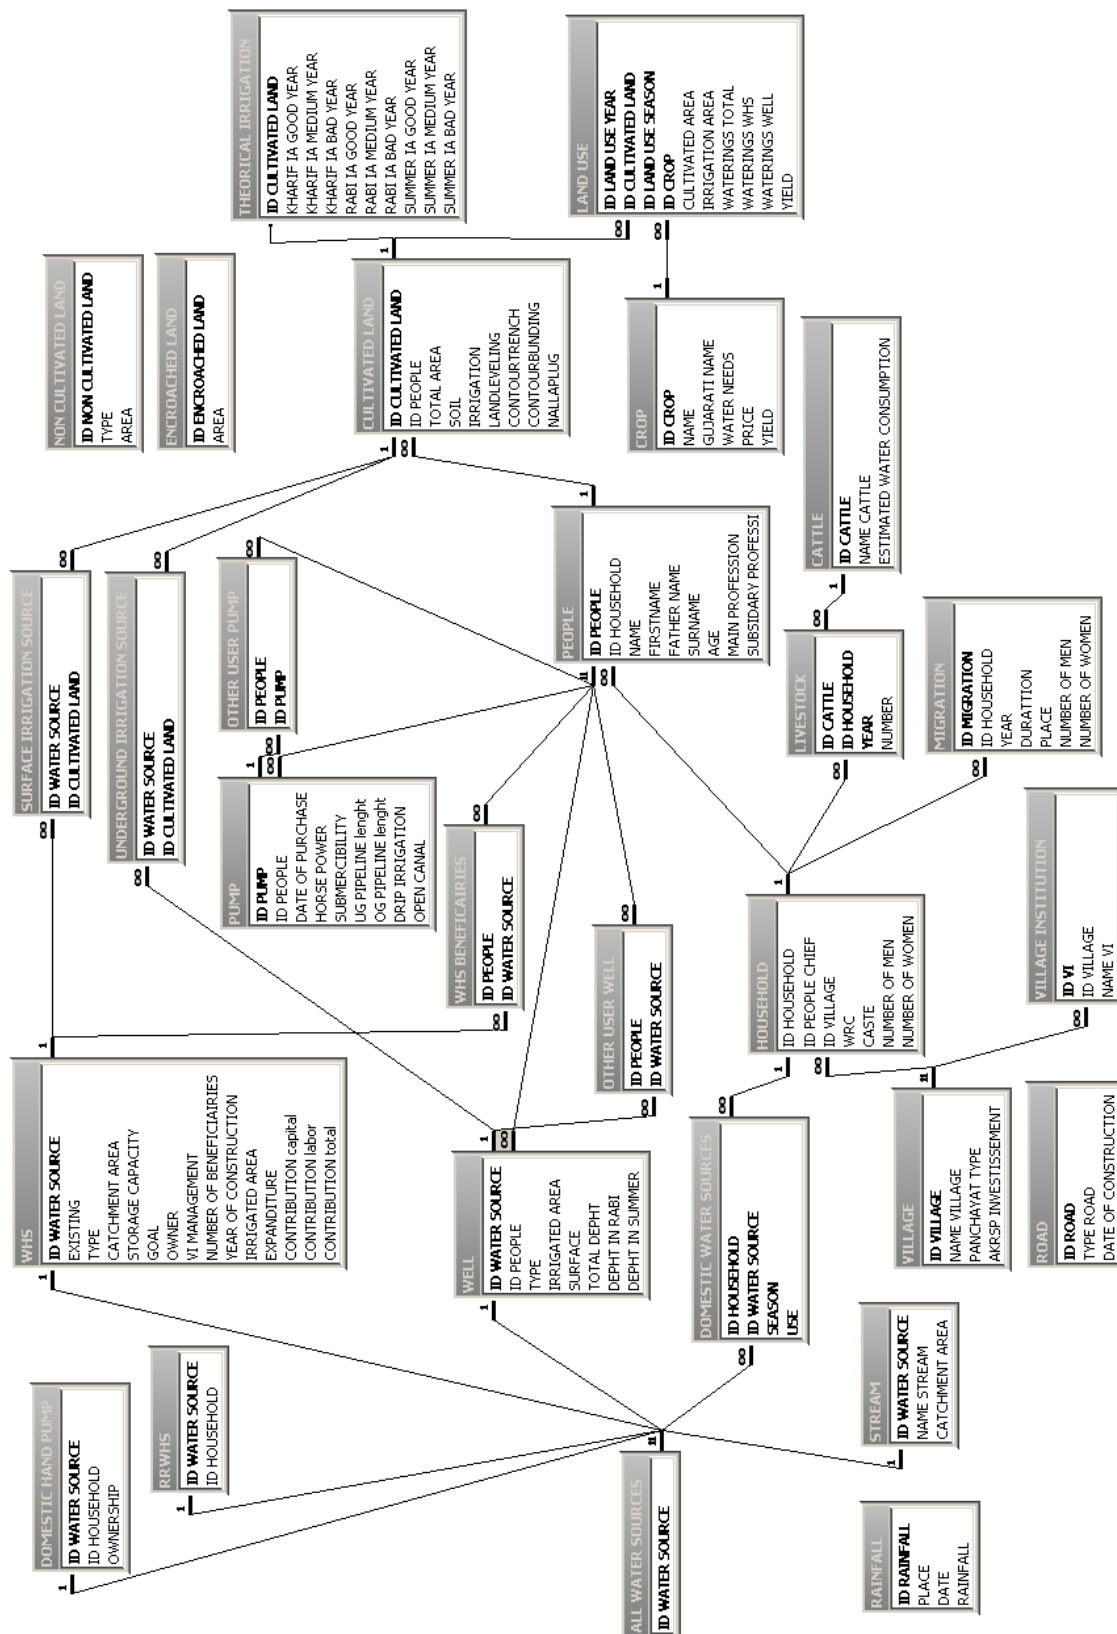 DOMESTIC HAND PUMP
ID WATER SOURCE
ID HOUSEHOLD
OWNERSHIP
RRWHS
ID WATER SOURCE
ID HOUSEHOLD
ALL WATER SOURCES
ID WATER SOURCE
RAINFALL
ID RAINFALL
PLACE
DATE
RAINFALL
STREAM
ID WATER SOURCE
NAME STREAM
CATCHMENT AREA
WHS
ID WATER SOURCE
EXISTING
TYPE
CATCHMENT AREA
STORAGE CAPACITY
GOAL
OWNER
VI MANAGEMENT
NUMBER OF BENEFICIAIRIES
YEAR OF CONSTRUCTION
IRRIGATED AREA
EXPANDITURE
CONTRIBUTION capital
CONTRIBUTION labor
CONTRIBUTION total
WELL
ID WATER SOURCE
ID PEOPLE
TYPE
IRRIGATED AREA
SURFACE
TOTAL DEPHT
DEPHT IN RABI
DEPHT IN SUMMER
DOMESTIC WATER SOURCES
ID HOUSEHOLD
ID WATER SOURCE
SEASON
USE
VILLAGE
ID VILLAGE
NAME VILLAGE
PANCHAYAT TYPE
AKRSP INVESTISSEMENT
ROAD
ID ROAD
TYPE ROAD
DATE OF CONSTRUCTION
SURFACE IRRIGATION SOURCE
ID WATER SOURCE
ID CULTIVATED LAND
UNDERGROUND IRRIGATION SOURCE
ID WATER SOURCE
ID CULTIVATED LAND
PUMP
ID PUMP
ID PEOPLE
DATE OF PURCHASE
HORSE POWER
SUBMERCIBILITY
UG PIPELINE lenght
OG PIPELINE lenght
DRIP IRRIGATION
OPEN CANAL
OTHER USER PUMP
ID PEOPLE
ID PUMP
WHS BENEFICAIRIES
ID PEOPLE
ID WATER SOURCE
OTHER USER WELL
ID PEOPLE
ID WATER SOURCE
HOUSEHOLD
ID HOUSEHOLD
ID PEOPLE CHIEF
ID VILLAGE
WRC
CASTE
NUMBER OF MEN
NUMBER OF WOMEN
VILLAGE INSTITUTION
ID VI
ID VILLAGE
NAME VI
PEOPLE
ID PEOPLE
ID HOUSEHOLD
NAME
FIRSTNAME
FATHER NAME
SURNAME
AGE
MAIN PROFESSION
SUBSIDARY PROFESSI
LIVESTOCK
ID CATTLE
ID HOUSEHOLD
YEAR
NUMBER
MIGRATION
ID MIGRATION
ID HOUSEHOLD
YEAR
DURATTION
PLACE
NUMBER OF MEN
NUMBER OF WOMEN
CATTLE
ID CATTLE
NAME CATTLE
ESTIMATED WATER CONSUMPTION
NON CULTIVATED LAND
ID NON CULTIVATED LAND
TYPE
AREA
ENCROACHED LAND
ID ENCROACHED LAND
AREA
CULTIVATED LAND
ID CULTIVATED LAND
ID PEOPLE
TOTAL AREA
SOIL
IRRIGATION
LANDLEVELING
CONTOURTRENCH
CONTOURBUNDING
NALLAPLUG
CROP
ID CROP
NAME
GUJARATI NAME
WATER NEEDS
PRICE
YIELD
THEORICAL IRRIGATION
ID CULTIVATED LAND
KHARIF IA GOOD YEAR
KHARIF IA MEDIUM YEAR
KHARIF IA BAD YEAR
RABI IA GOOD YEAR
RABI IA MEDIUM YEAR
RABI IA BAD YEAR
SUMMER IA GOOD YEAR
SUMMER IA MEDIUM YEAR
SUMMER IA BAD YEAR
LAND USE
ID LAND USE YEAR
ID CULTIVATED LAND
ID LAND USE SEASON
ID CROP
CULTIVATED AREA
IRRIGATION AREA
WATERINGS TOTAL
WATERINGS WHS
WATERINGS WELL
YIELD